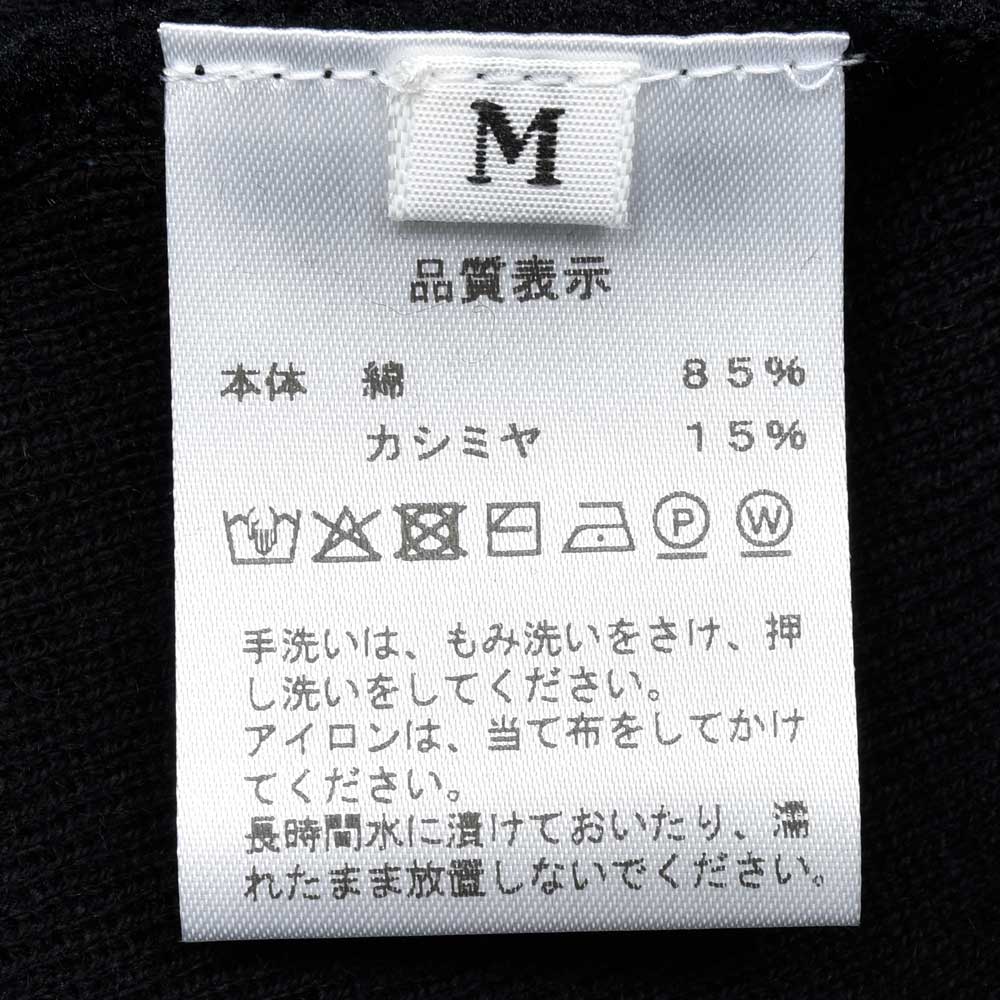 M
品質表示
本体 綿 85%
カシミヤ 15%
P W
手洗いは、もみ洗いをさけ、押
し洗いをしてください。
アイロンは、当て布をしてかけ
てください。
長時間水に漬けておいたり、濡
れたまま放置しないでください。